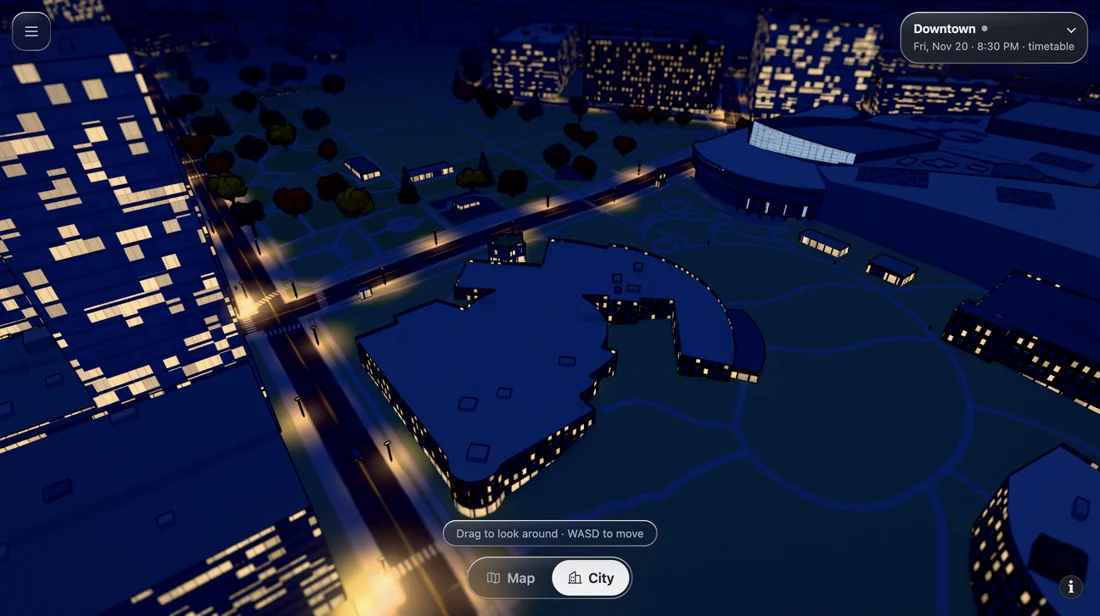 Downtown
Fri, Nov 20 · 8:30 PM · timetable
Drag to look around · WASD to move
Map
City
i